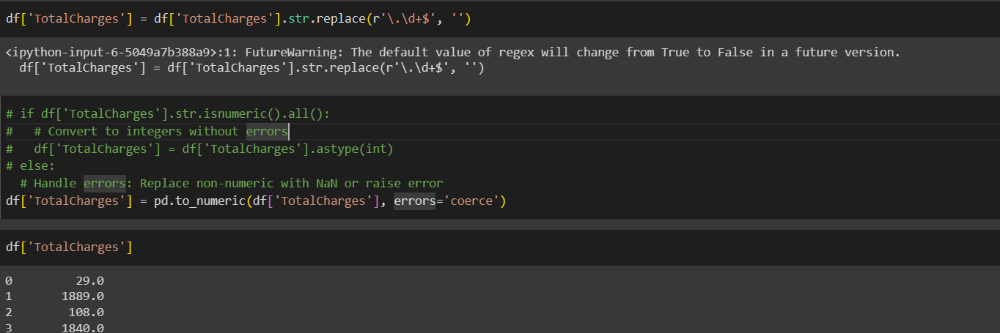 df['TotalCharges'] = df['TotalCharges'].str.replace(r'\.\d+$', '')
<ipython-input-6-5049a7b388a9>:1: FutureWarning: The default value of regex will change from True to False in a future version.
  df['TotalCharges'] = df['TotalCharges'].str.replace(r'\.\d+$', '')
# if df['TotalCharges'].str.isnumeric().all():
#   # Convert to integers without errors
#   df['TotalCharges'] = df['TotalCharges'].astype(int)
# else:
  # Handle errors: Replace non-numeric with NaN or raise error
df['TotalCharges'] = pd.to_numeric(df['TotalCharges'], errors='coerce')
df['TotalCharges']
0         29.0
1       1889.0
2        108.0
3       1840.0